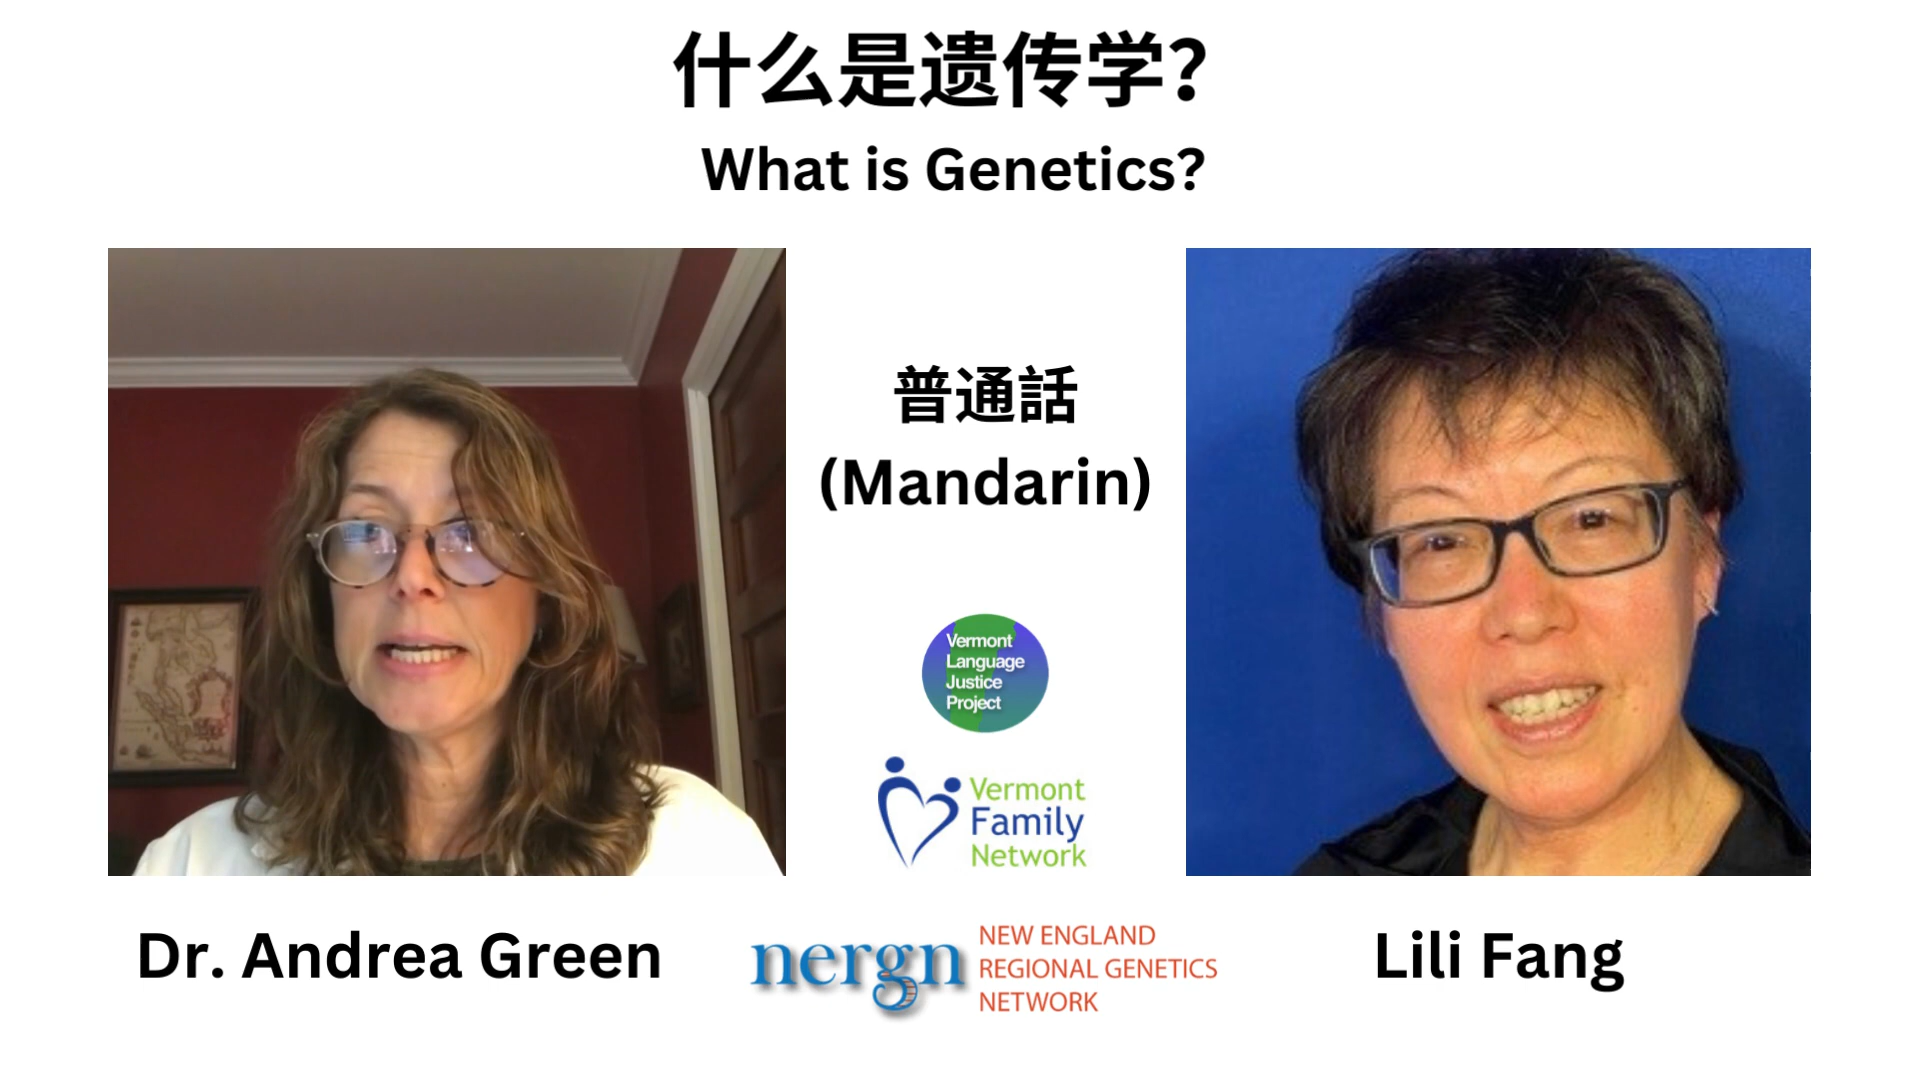 什么是遗传学?
What is Genetics?
普通話
(Mandarin)
Vermont
Language
Justice
Project
Vermont
Family
Network
Dr. Andrea Green
nergn
NEW ENGLAND
REGIONAL GENETICS
NETWORK
Lili Fang